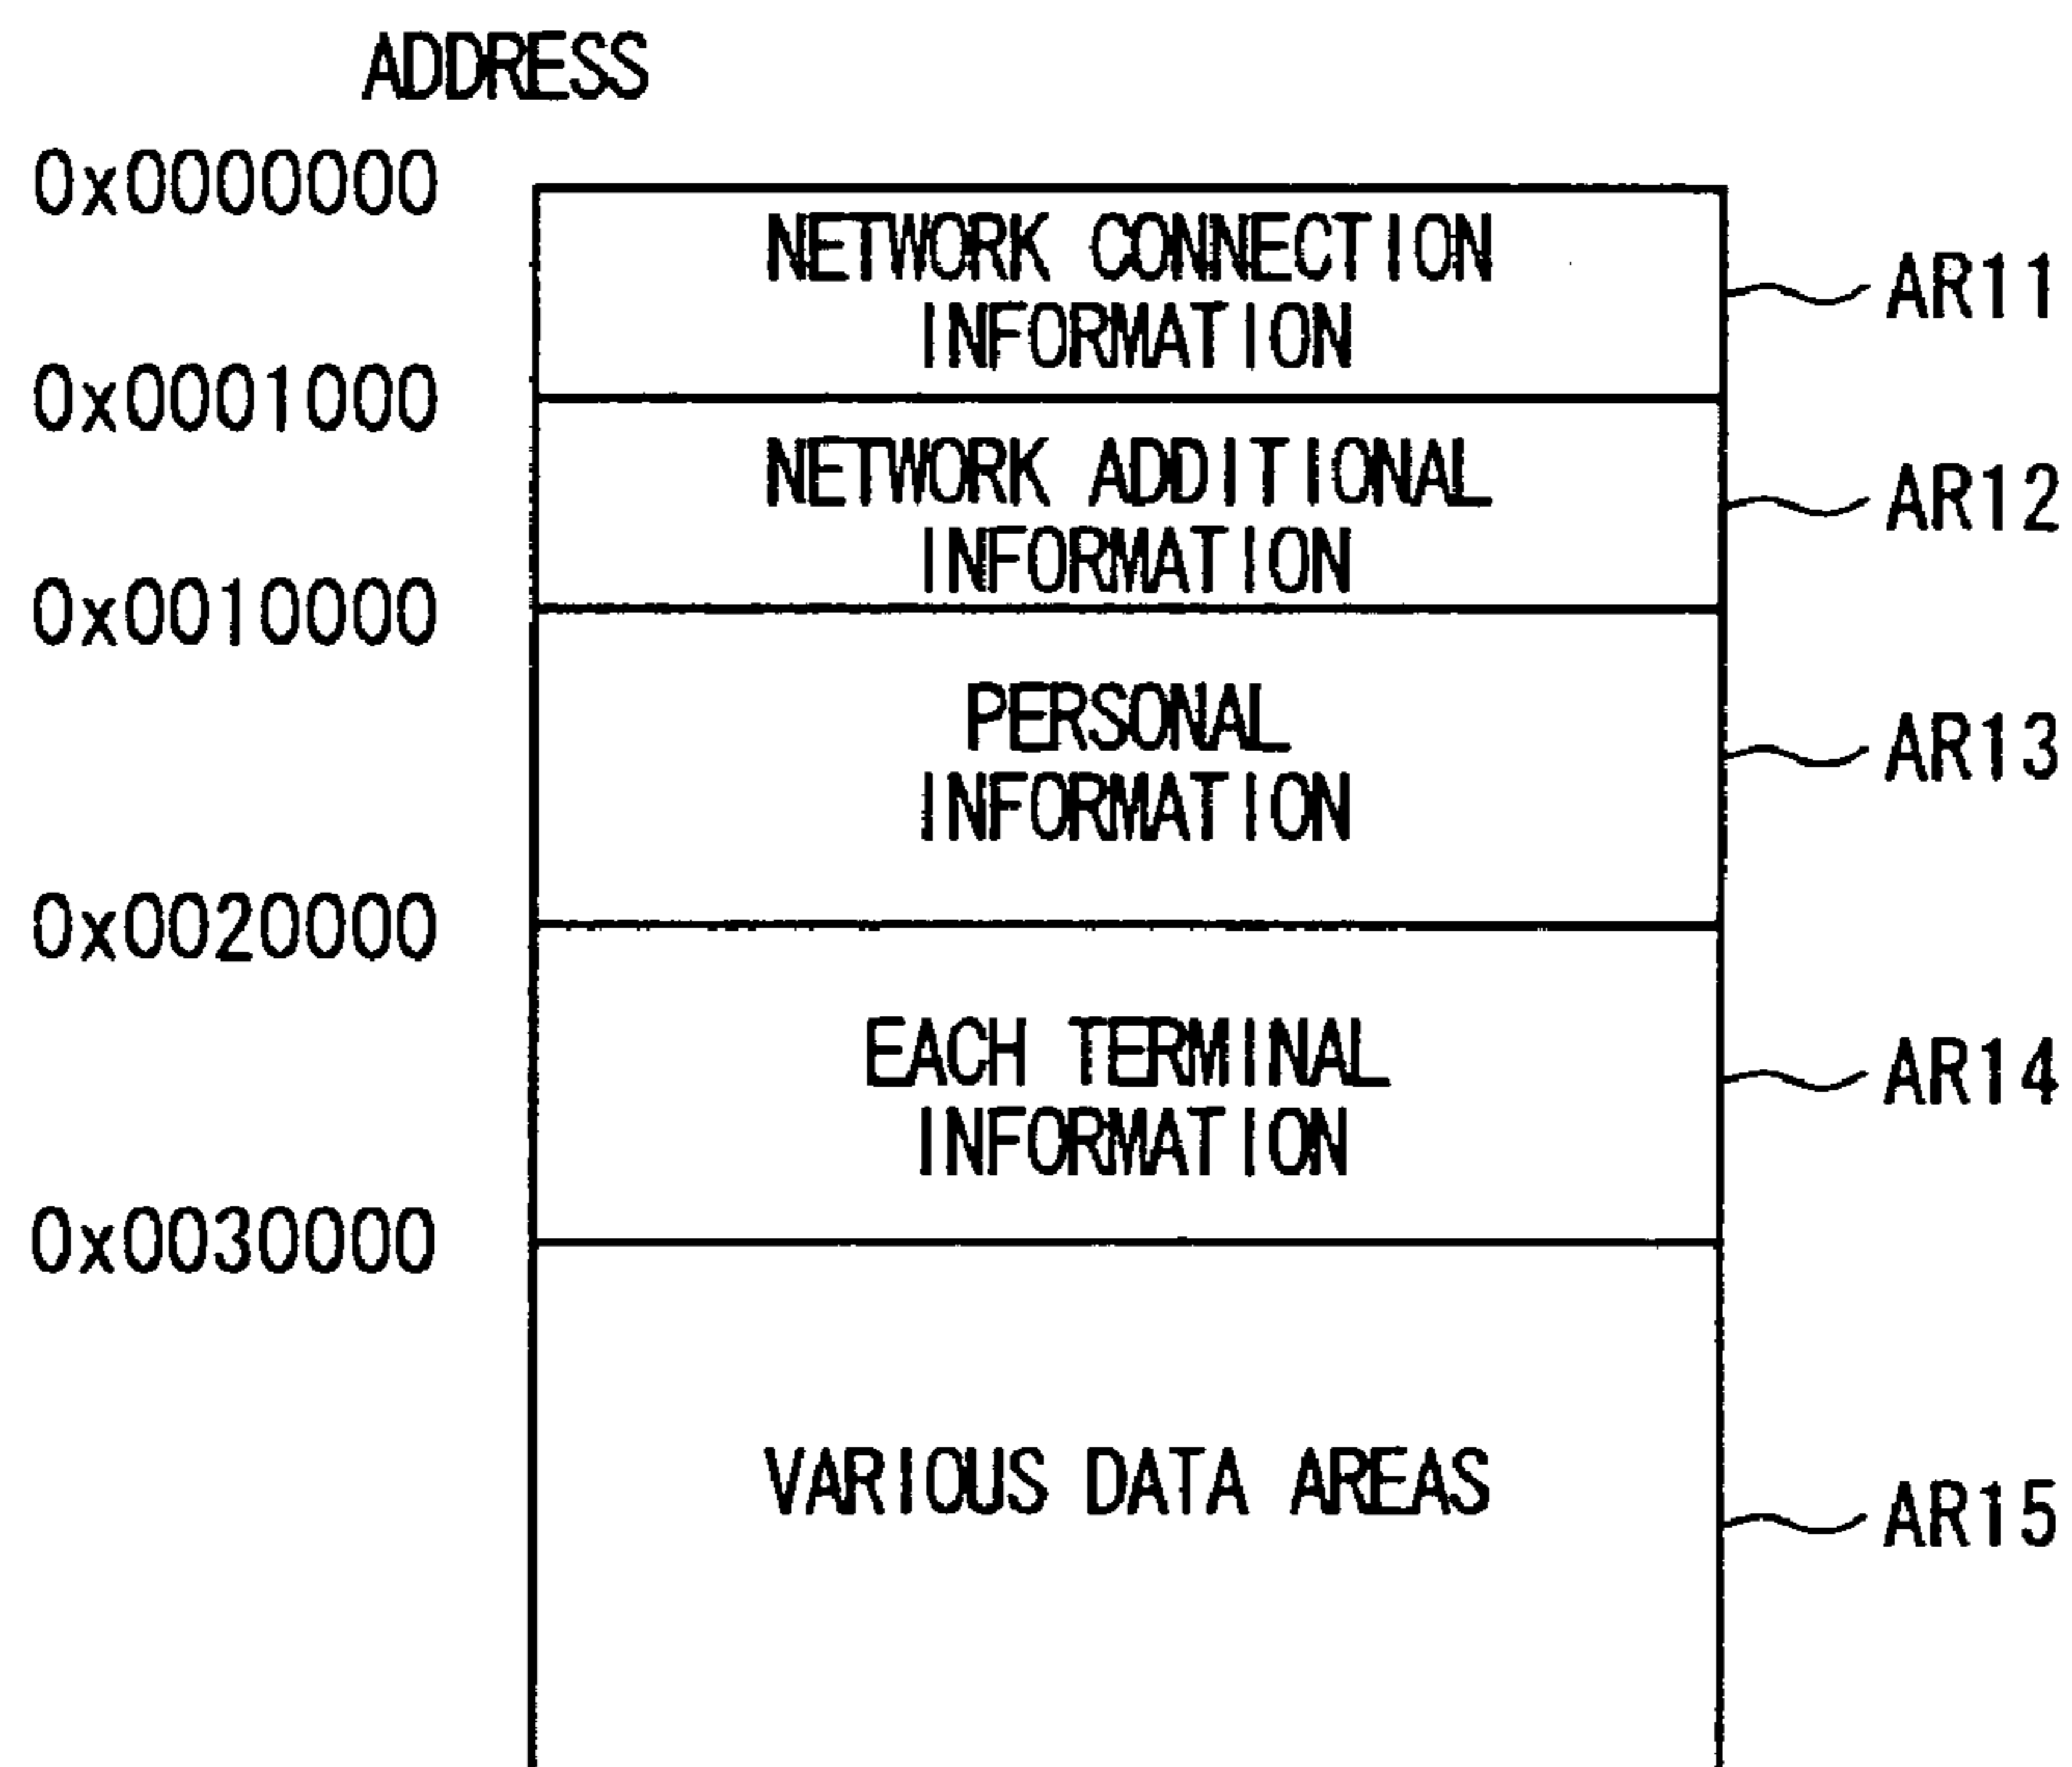 ADDRESS
0x0000000
NETWORK CONNECTION
INFORMATION
AR11
0x0001000
NETWORK ADDITIONAL
INFORMATION
AR12
0x0010000
PERSONAL
INFORMATION
AR13
0x0020000
EACH TERMINAL
INFORMATION
AR14
0x0030000
VARIOUS DATA AREAS
AR15